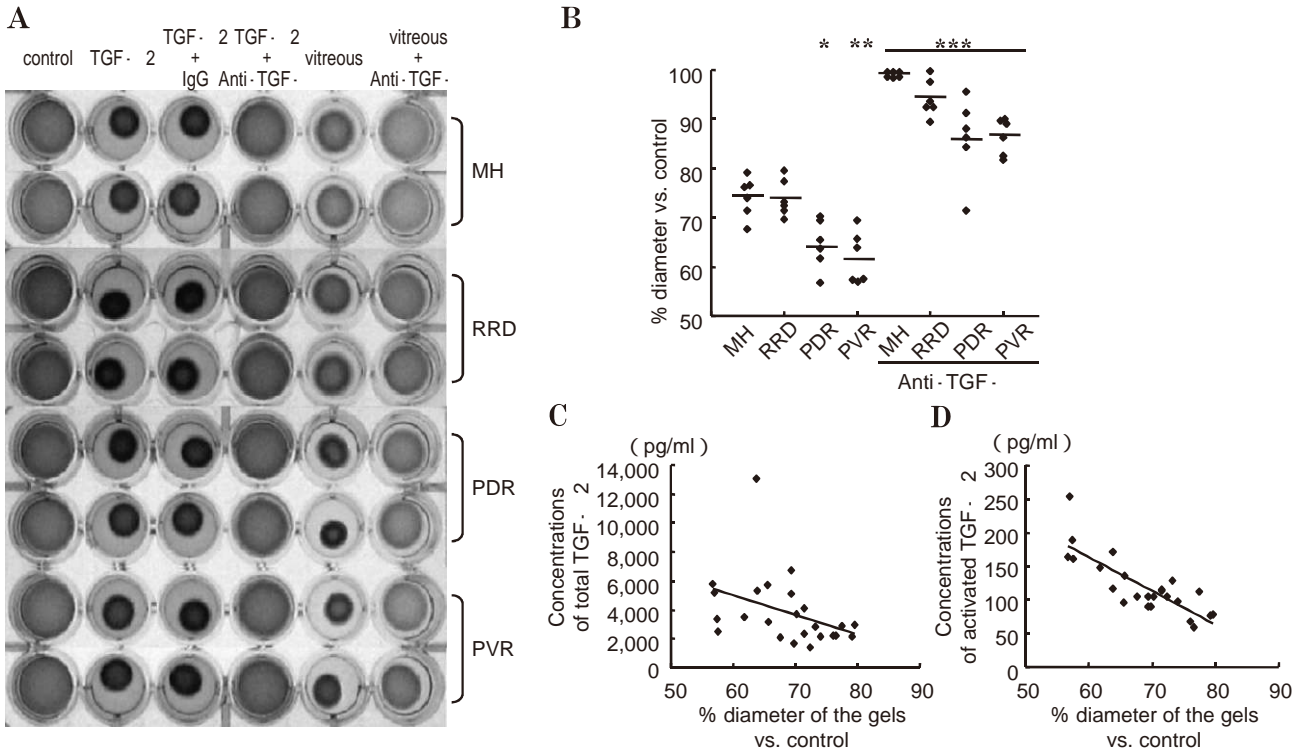 A
control
TGF- 2
TGF- 2
+
IgG
TGF- 2
+
Anti-TGF-
vitreous
vitreous
+
Anti-TGF-
MH
RRD
PDR
PVR
B
* ** ***
% diameter vs. control
100
90
80
70
60
50
MH RRD PDR PVR MH RRD PDR PVR
Anti-TGF-
C
(pg/ml)
Concentrations
of total TGF- 2
14,000
12,000
10,000
8,000
6,000
4,000
2,000
0
50 60 70 80 90
% diameter of the gels
vs. control
D
(pg/ml)
Concentrations
of activated TGF- 2
300
250
200
150
100
50
0
50 60 70 80 90
% diameter of the gels
vs. control